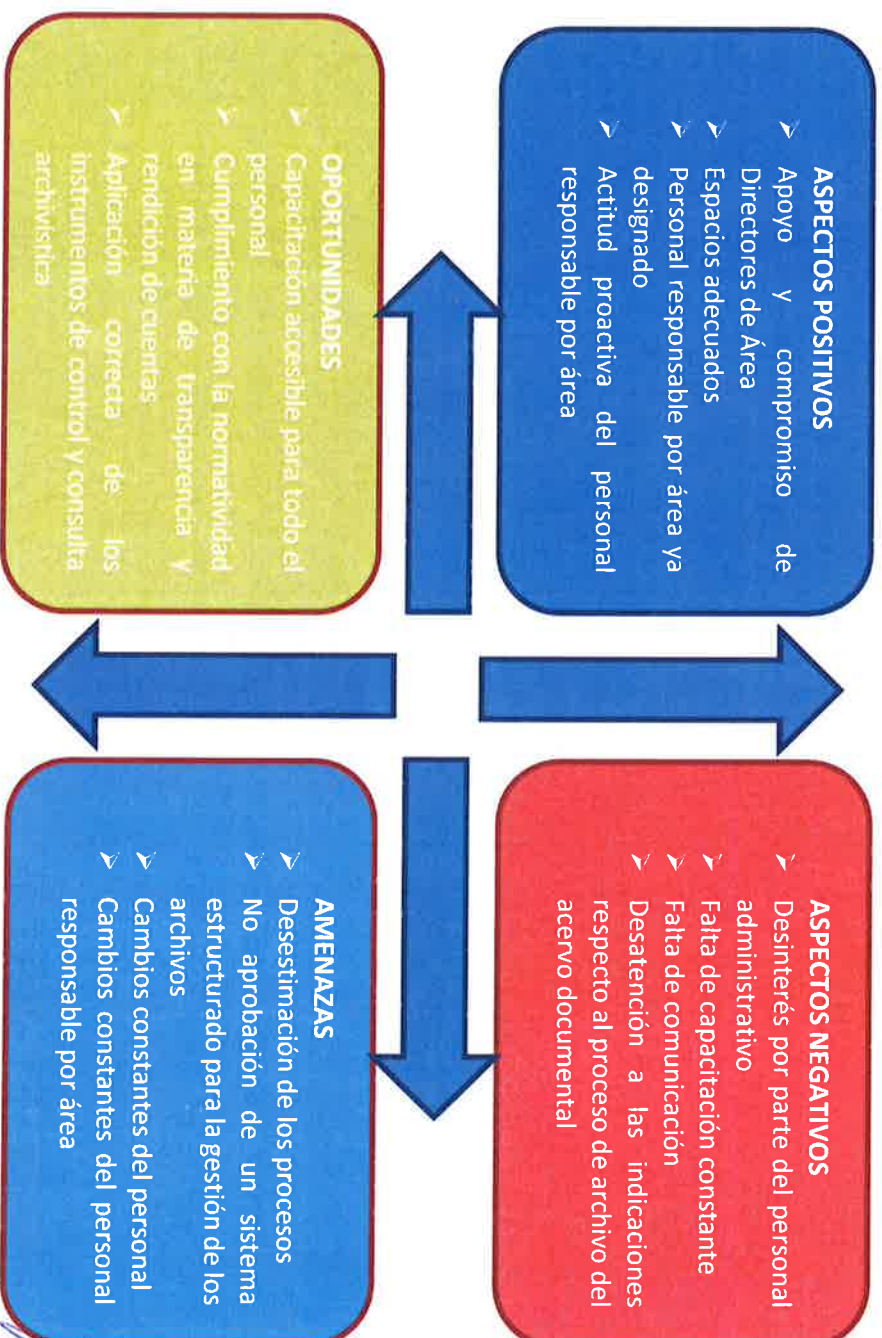 ASPECTOS POSITIVOS
➢ Apoyo y compromiso de
Directores de Área
➢ Espacios adecuados
➢ Personal responsable por área ya
designado
➢ Actitud proactiva del personal
responsable por área
ASPECTOS NEGATIVOS
➢ Desinterés por parte del personal
administrativo
➢ Falta de capacitación constante
➢ Falta de comunicación
➢ Desatención a las indicaciones
respecto al proceso de archivo del
acervo documental
OPORTUNIDADES
➢ Capacitación accesible para todo el
personal
➢ Cumplimiento con la normatividad
en materia de transparencia y
rendición de cuentas
➢ Aplicación correcta de los
instrumentos de control y consulta
archivística
AMENAZAS
➢ Desestimación de los procesos
➢ No aprobación de un sistema
estructurado para la gestión de los
archivos
➢ Cambios constantes del personal
➢ Cambios constantes del personal
responsable por área